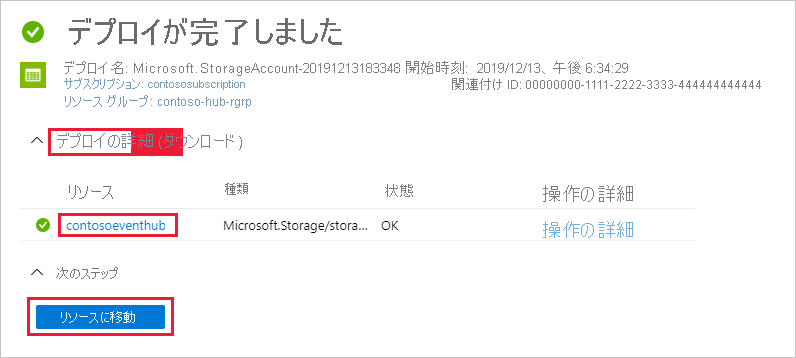 デプロイが完了しました
デプロイ名: Microsoft.StorageAccount-20191213183348 開始時刻: 2019/12/13、午後 6:34:29
サブスクリプション: contososubscription 関連付け ID: 00000000-1111-2222-3333-444444444444
リソース グループ: contoso-hub-rgrp
デプロイの詳細 (ダウンロード)
リソース 種類 状態 操作の詳細
contosoeventhub Microsoft.Storage/stora... OK 操作の詳細
次のステップ
リソースに移動